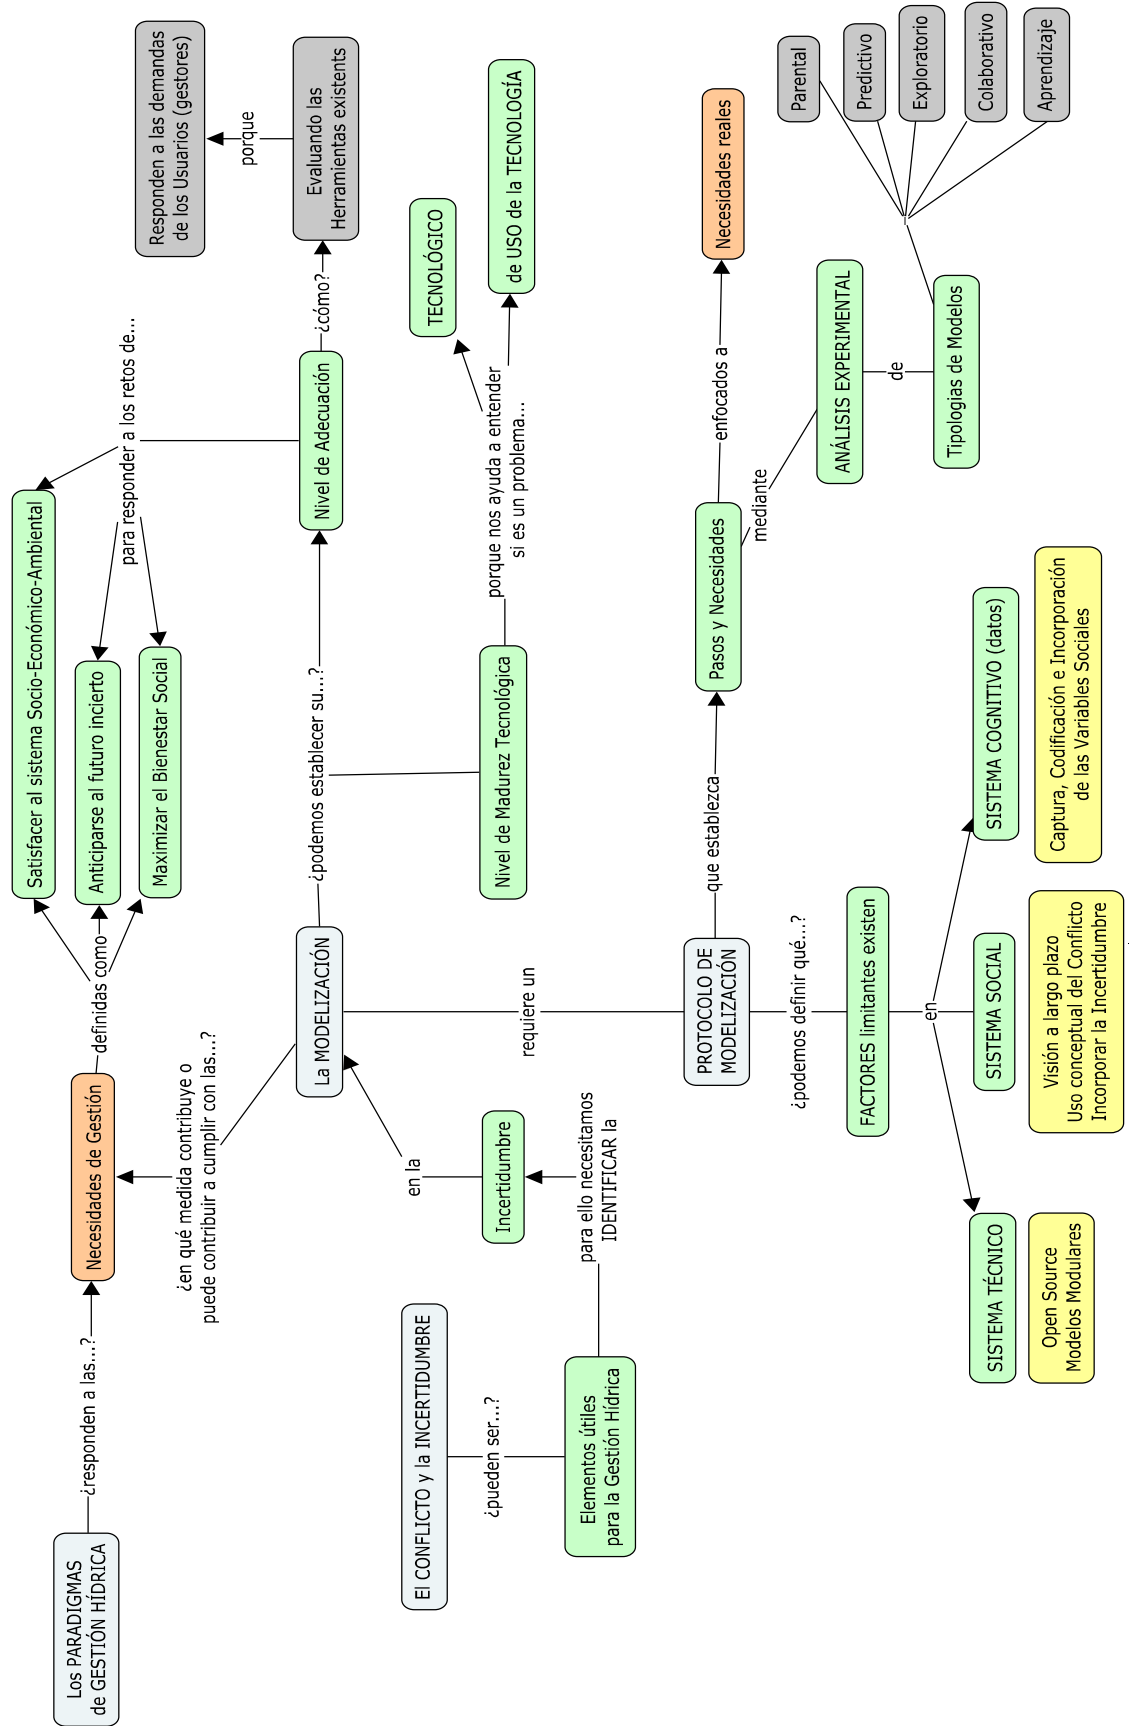 Los PARADIGMAS
de GESTIÓN HÍDRICA
¿responden a las...?
Necesidades de Gestión
definidas como
Satisfacer al sistema Socio-Económico-Ambiental
Anticiparse al futuro incierto
Maximizar el Bienestar Social
para responder a los retos de...
Responden a las demandas
de los Usuarios (gestores)
porque
Evaluando las
Herramientas existents
¿cómo?
Nivel de Adecuación
¿podemos establecer su...?
La MODELIZACIÓN
¿en qué medida contribuye o
puede contribuir a cumplir con las...?
El CONFLICTO y la INCERTIDUMBRE
¿pueden ser...?
Elementos útiles
para la Gestión Hídrica
para ello necesitamos
IDENTIFICAR la
Incertidumbre
en la
Nivel de Madurez Tecnológica
porque nos ayuda a entender
si es un problema...
TECNOLÓGICO
de USO de la TECNOLOGÍA
requiere un
PROTOCOLO DE
MODELIZACIÓN
que establezca
Pasos y Necesidades
enfocados a
Necesidades reales
mediante
ANÁLISIS EXPERIMENTAL
de
Tipologias de Modelos
Parental
Predictivo
Exploratorio
Colaborativo
Aprendizaje
¿podemos definir qué...?
FACTORES limitantes existen
en
SISTEMA TÉCNICO
SISTEMA SOCIAL
SISTEMA COGNITIVO (datos)
Open Source
Modelos Modulares
Visión a largo plazo
Uso conceptual del Conflicto
Incorporar la Incertidumbre
Captura, Codificación e Incorporación
de las Variables Sociales